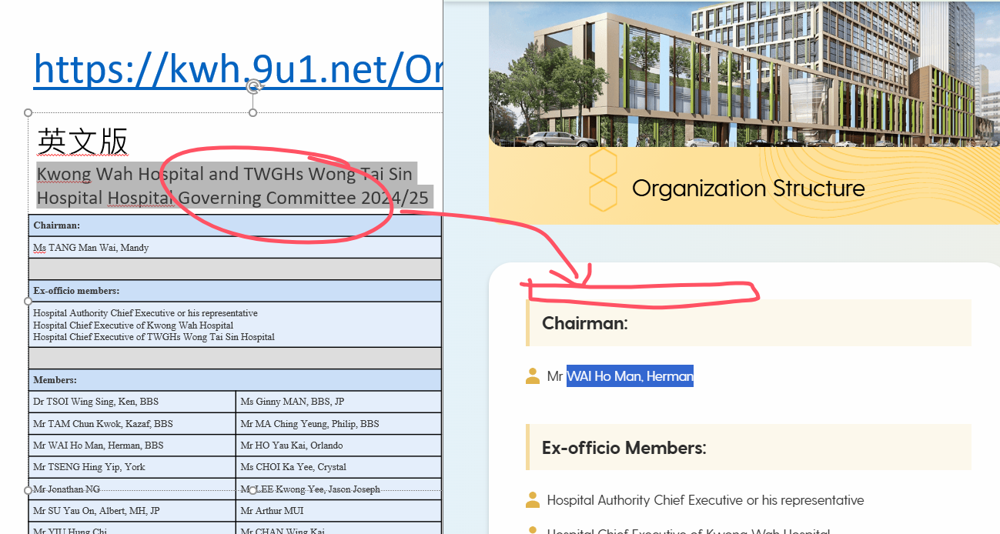 https://kwh.9u1.net/Or
英文版
Kwong Wah Hospital and TWGHs Wong Tai Sin
Hospital Hospital Governing Committee 2024/25
Chairman:
Ms TANG Man Wai, Mandy
Ex-officio members:
Hospital Authority Chief Executive or his representative
Hospital Chief Executive of Kwong Wah Hospital
Hospital Chief Executive of TWGHs Wong Tai Sin Hospital
Members:
Dr TSOI Wing Sing, Ken, BBS
Ms Ginny MAN, BBS, JP
Mr TAM Chun Kwok, Kazaf, BBS
Mr MA Ching Yeung, Philip, BBS
Mr WAI Ho Man, Herman, BBS
Mr HO Yau Kai, Orlando
Mr TSENG Hing Yip, York
Ms CHOI Ka Yee, Crystal
Mr Jonathan NG
Mr LEE Kwong Yee, Jason Joseph
Mr SU Yau On, Albert, MH, JP
Mr Arthur MUI
Mr YIU Hung Chi
Mr CHAN Wing Kai
Organization Structure
Chairman:
Mr WAI Ho Man, Herman
Ex-officio Members:
Hospital Authority Chief Executive or his representative
Hospital Chief Executive of Kwong Wah Hospital